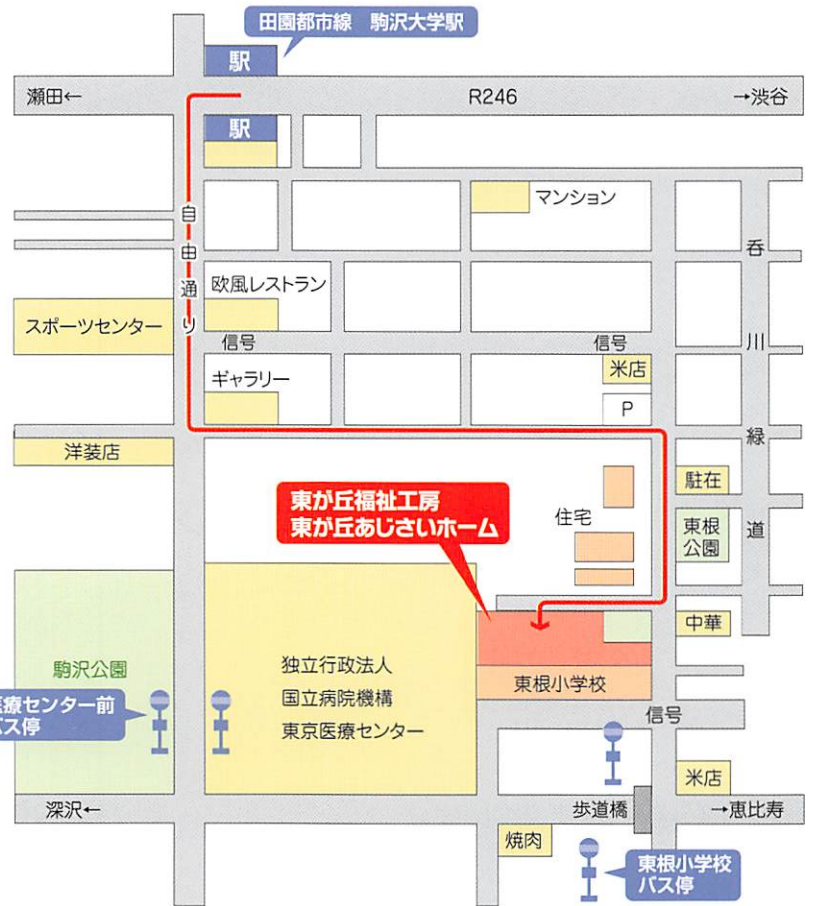 田園都市線 駒沢大学駅
駅
瀬田←
R246
→渋谷
駅
マンション
自由通り
呑川緑道
欧風レストラン
スポーツセンター
信号
信号
米店
ギャラリー
P
洋装店
駐在
東が丘福祉工房
東が丘あじさいホーム
住宅
東根
公園
中華
駒沢公園
独立行政法人
国立病院機構
東京医療センター
東根小学校
医療センター前
バス停
信号
米店
深沢←
歩道橋
→恵比寿
焼肉
東根小学校
バス停